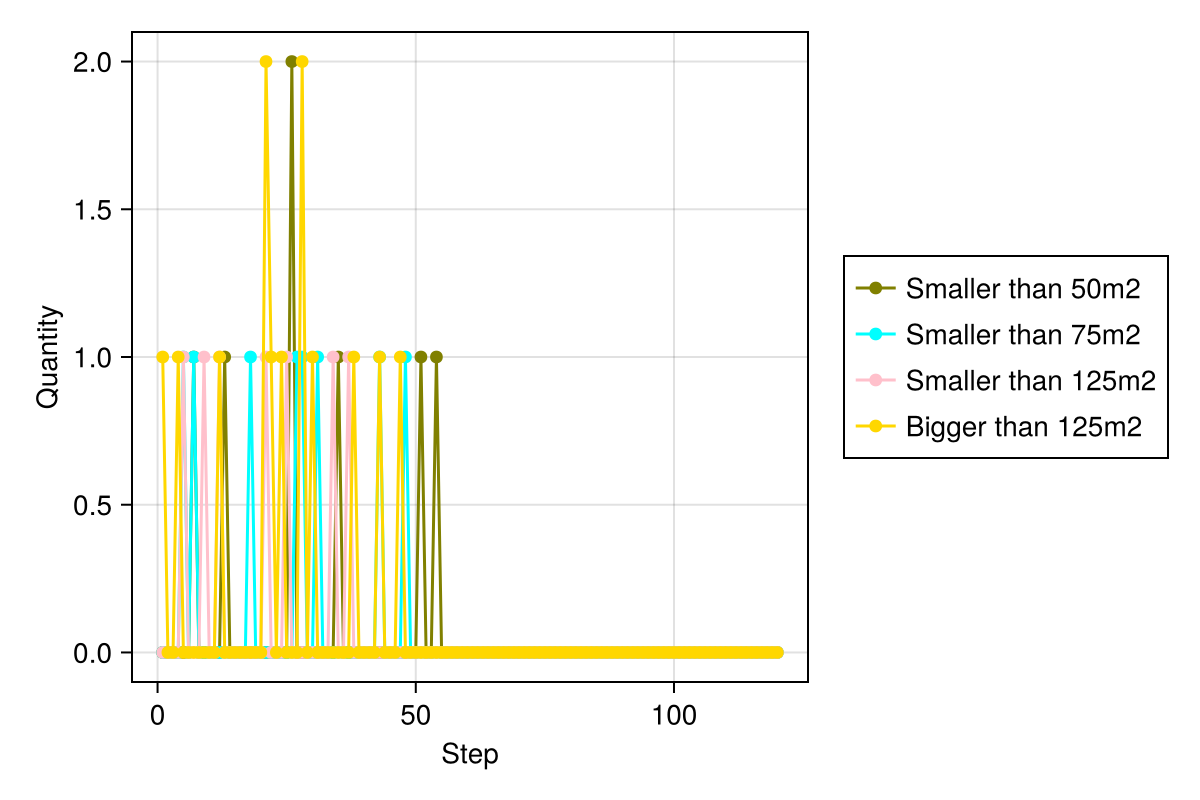 2.0
1.5
1.0
0.5
0.0
Quantity
0 50 100
Step
Smaller than 50m2
Smaller than 75m2
Smaller than 125m2
Bigger than 125m2